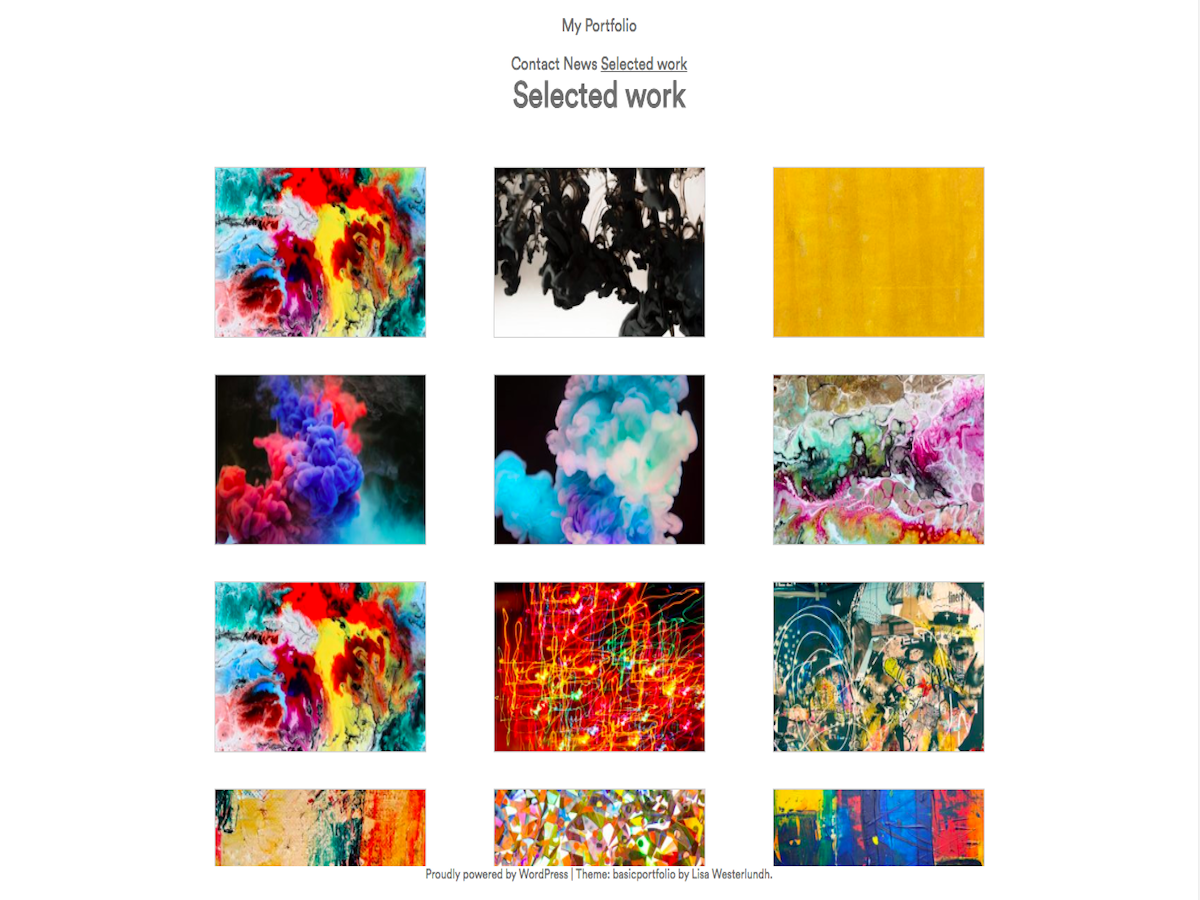 My Portfolio
Contact News Selected work
Selected work
Proudly powered by WordPress | Theme: basicportfolio by Lisa Westerlundh.